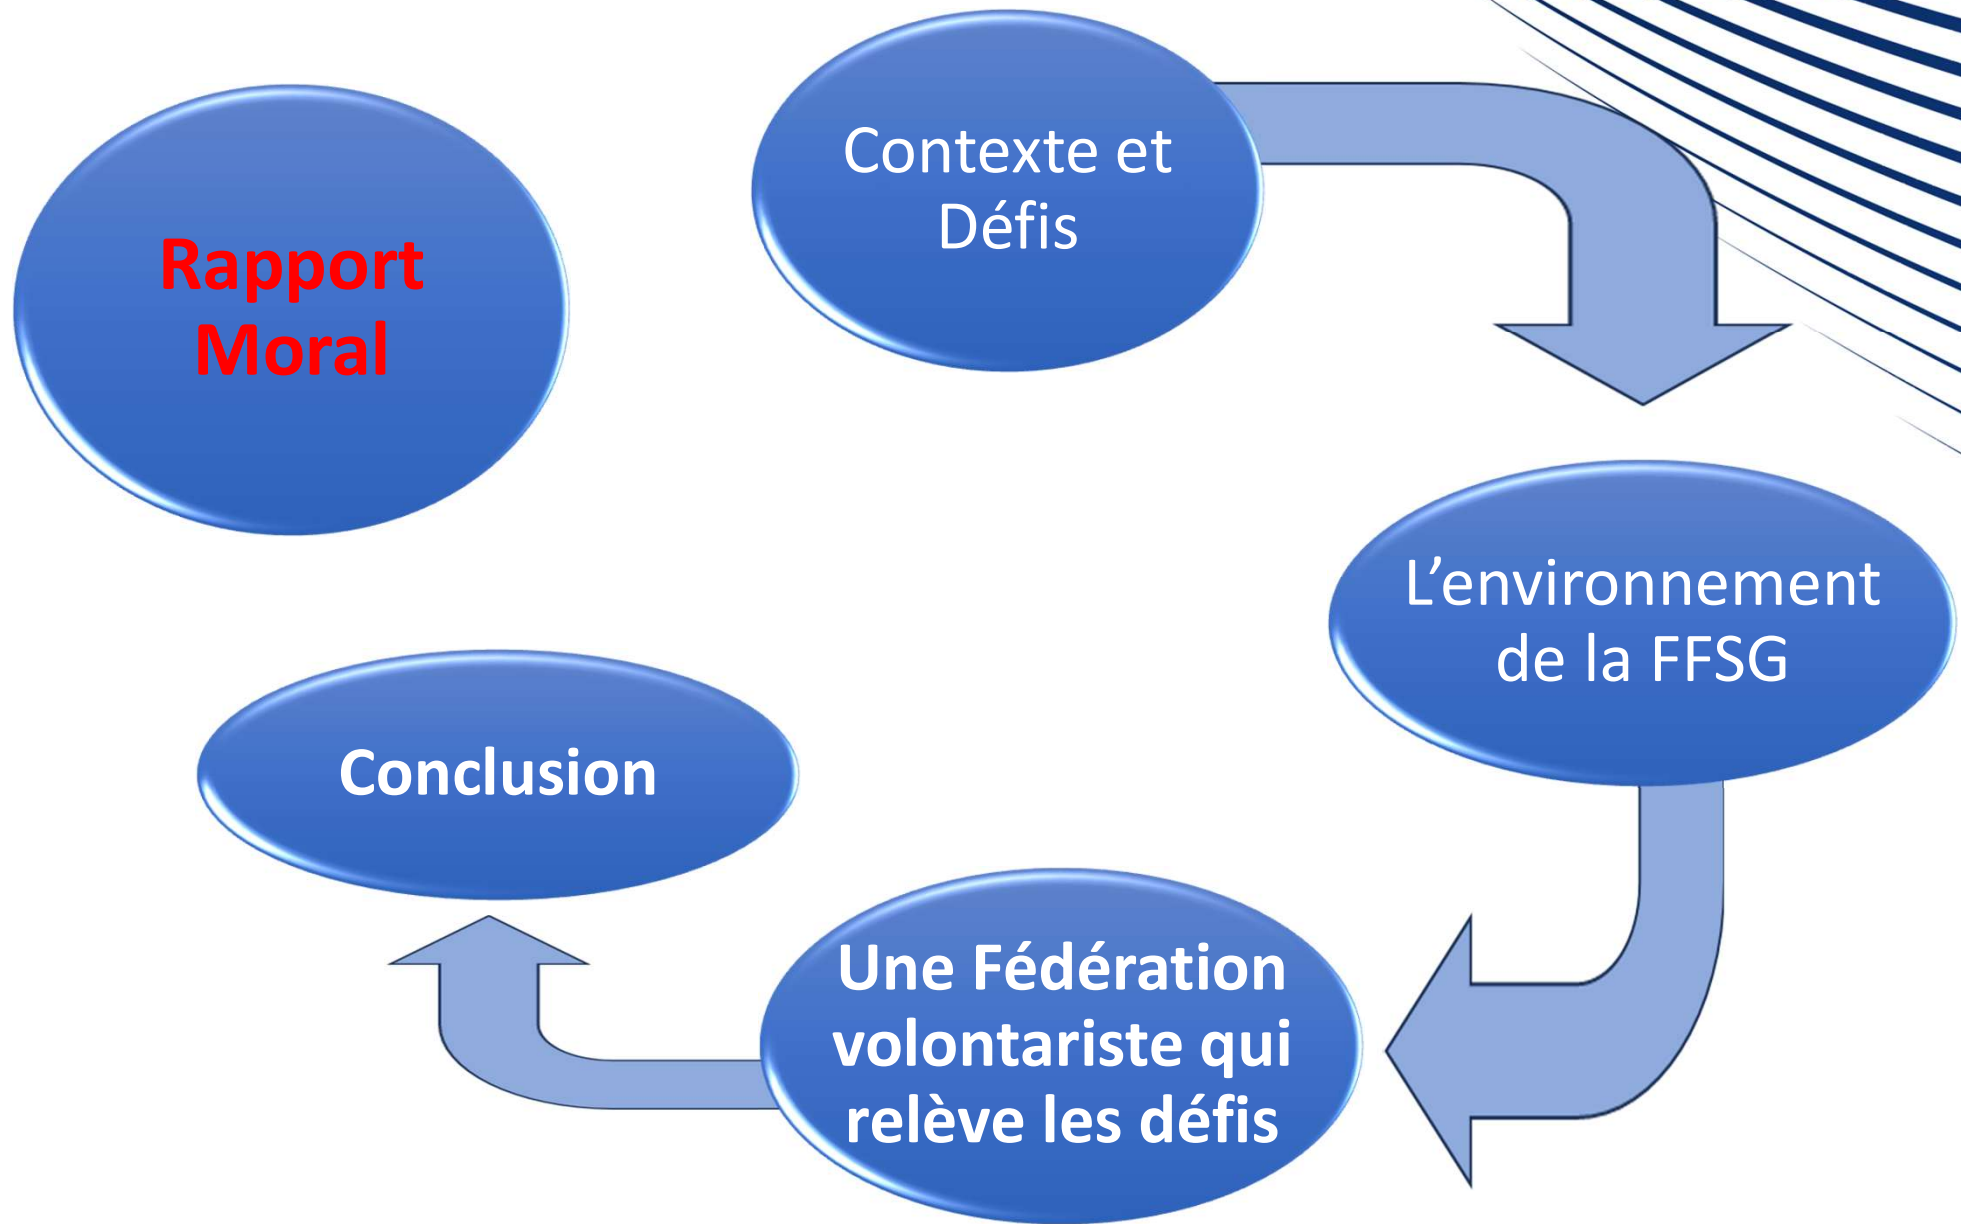 Rapport
Moral
Contexte et
Défis
L’environnement
de la FFSG
Une Fédération
volontariste qui
relève les défis
Conclusion